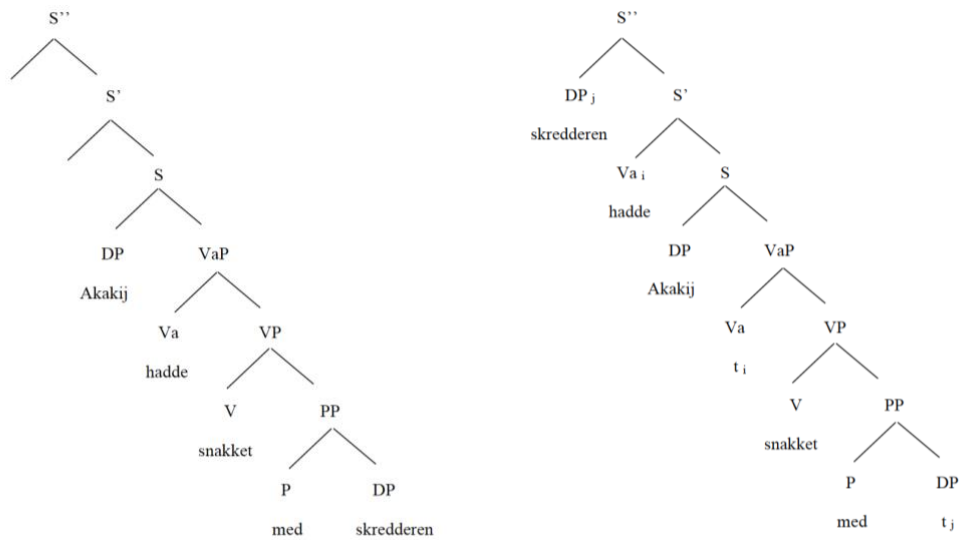 S’’
S’
S
DP VaP
Akakij
Va VP
hadde
V PP
snakket
P DP
med skredderen
S’’
DP j S’
skredderen
Va i S
hadde
DP VaP
Akakij
Va VP
t i
V PP
snakket
P DP
med t j